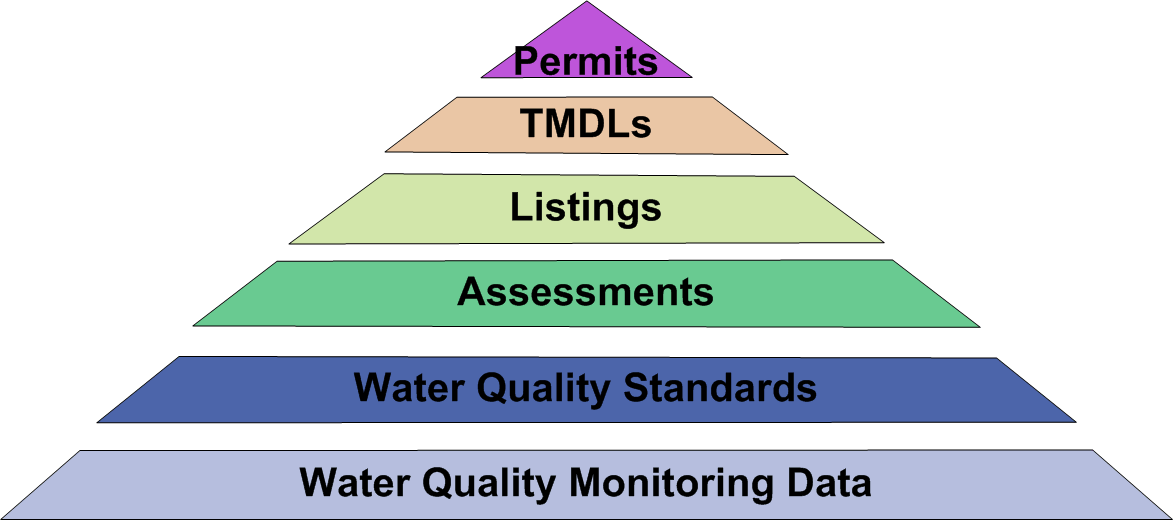 Permits
TMDLs
Listings
Assessments
Water Quality Standards
Water Quality Monitoring Data